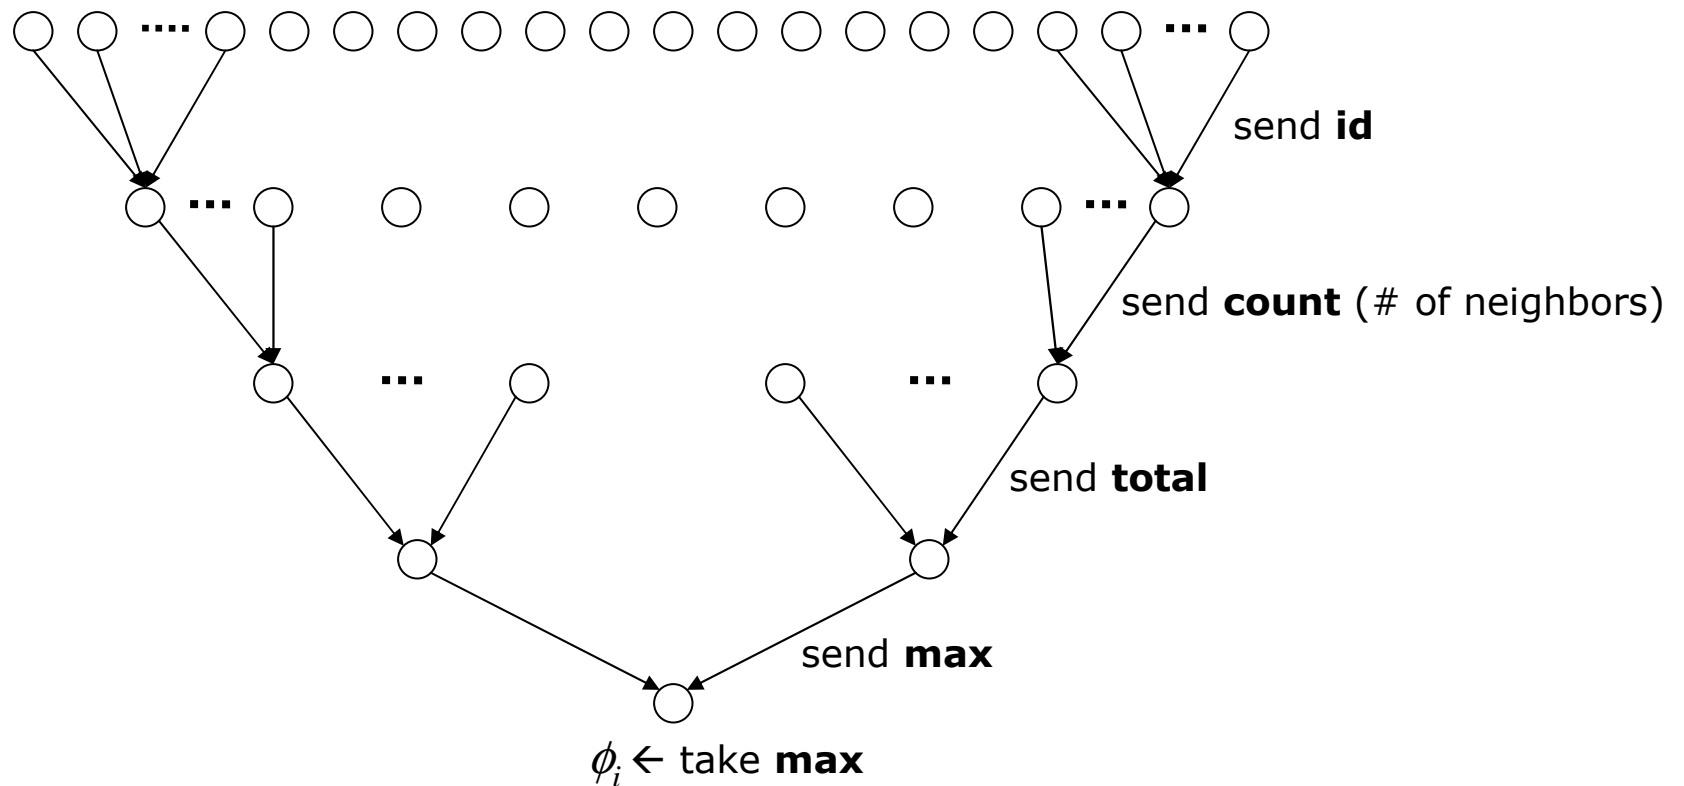 send id
send count (# of neighbors)
send total
send max
ϕi ← take max